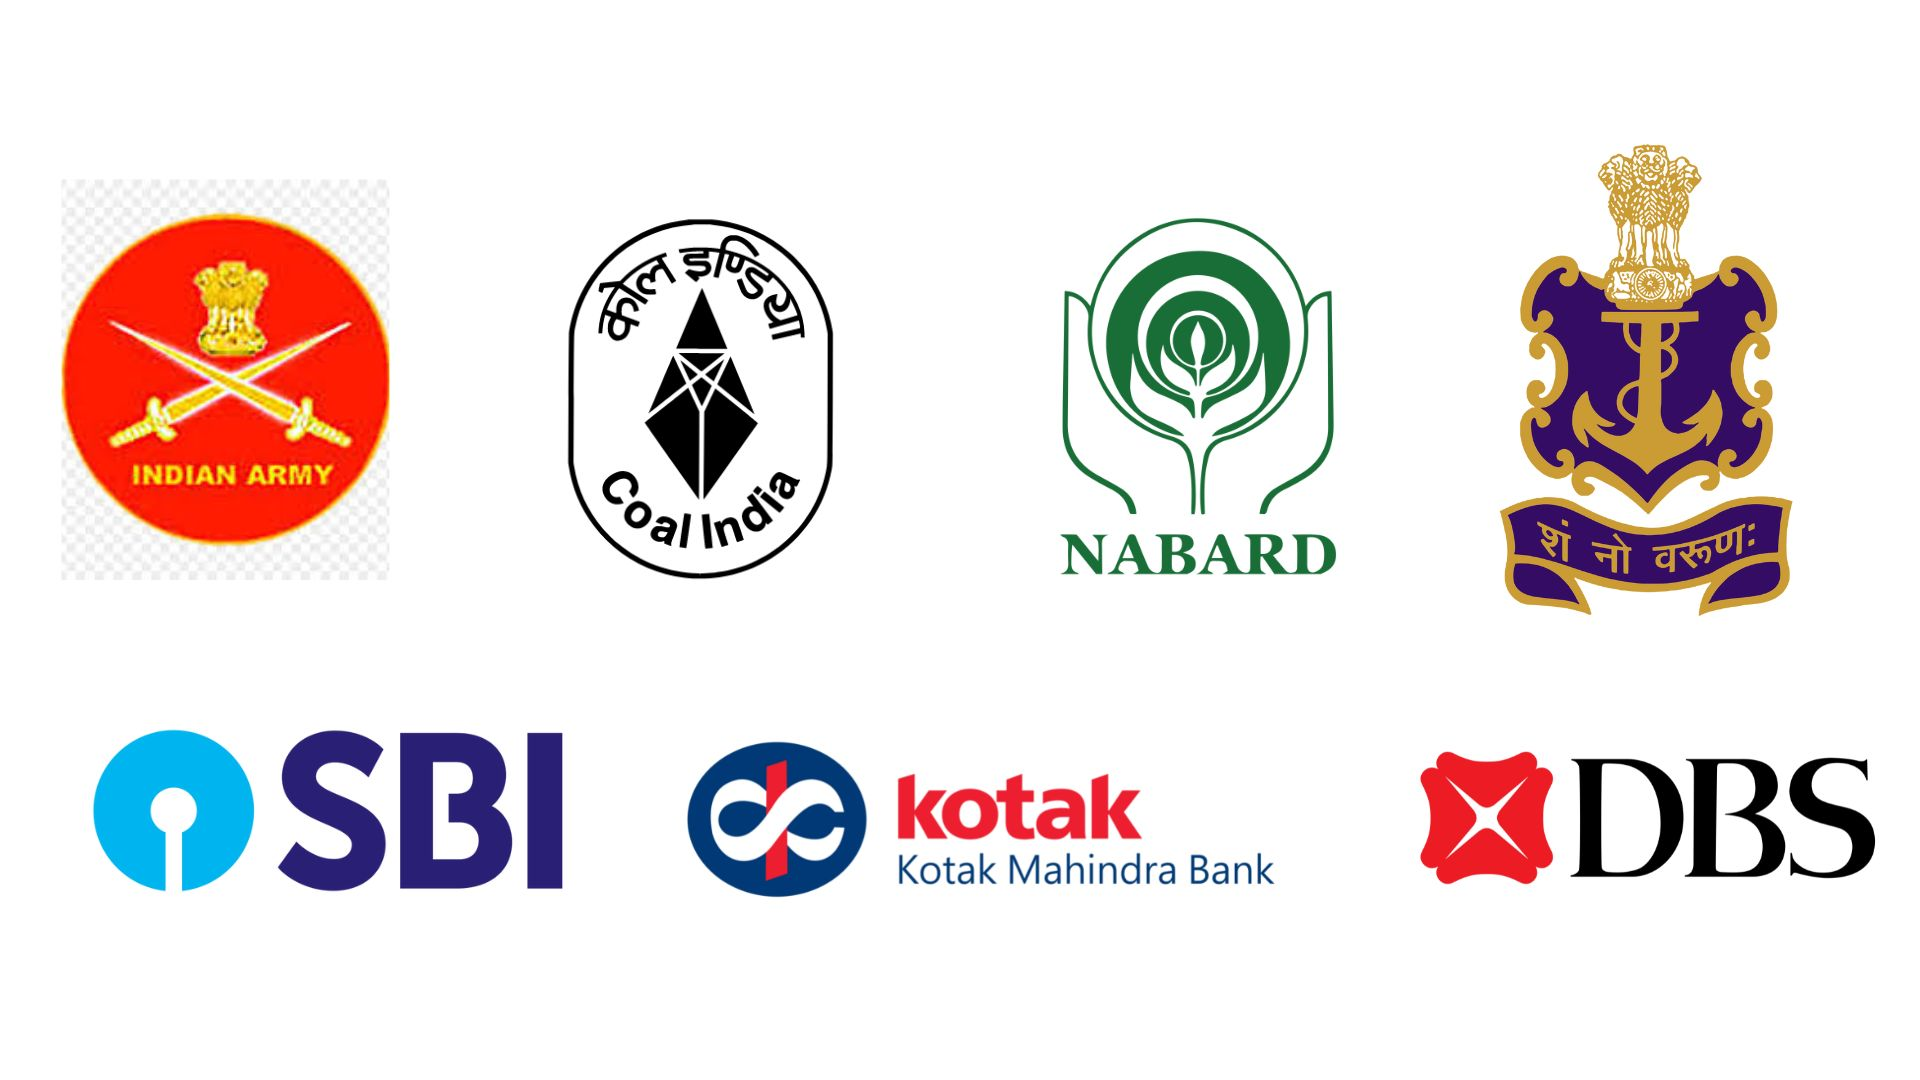 INDIAN ARMY
कोल इण्डिया
Coal India
NABARD
शं नो वरूणः
SBI
kotak
Kotak Mahindra Bank
DBS